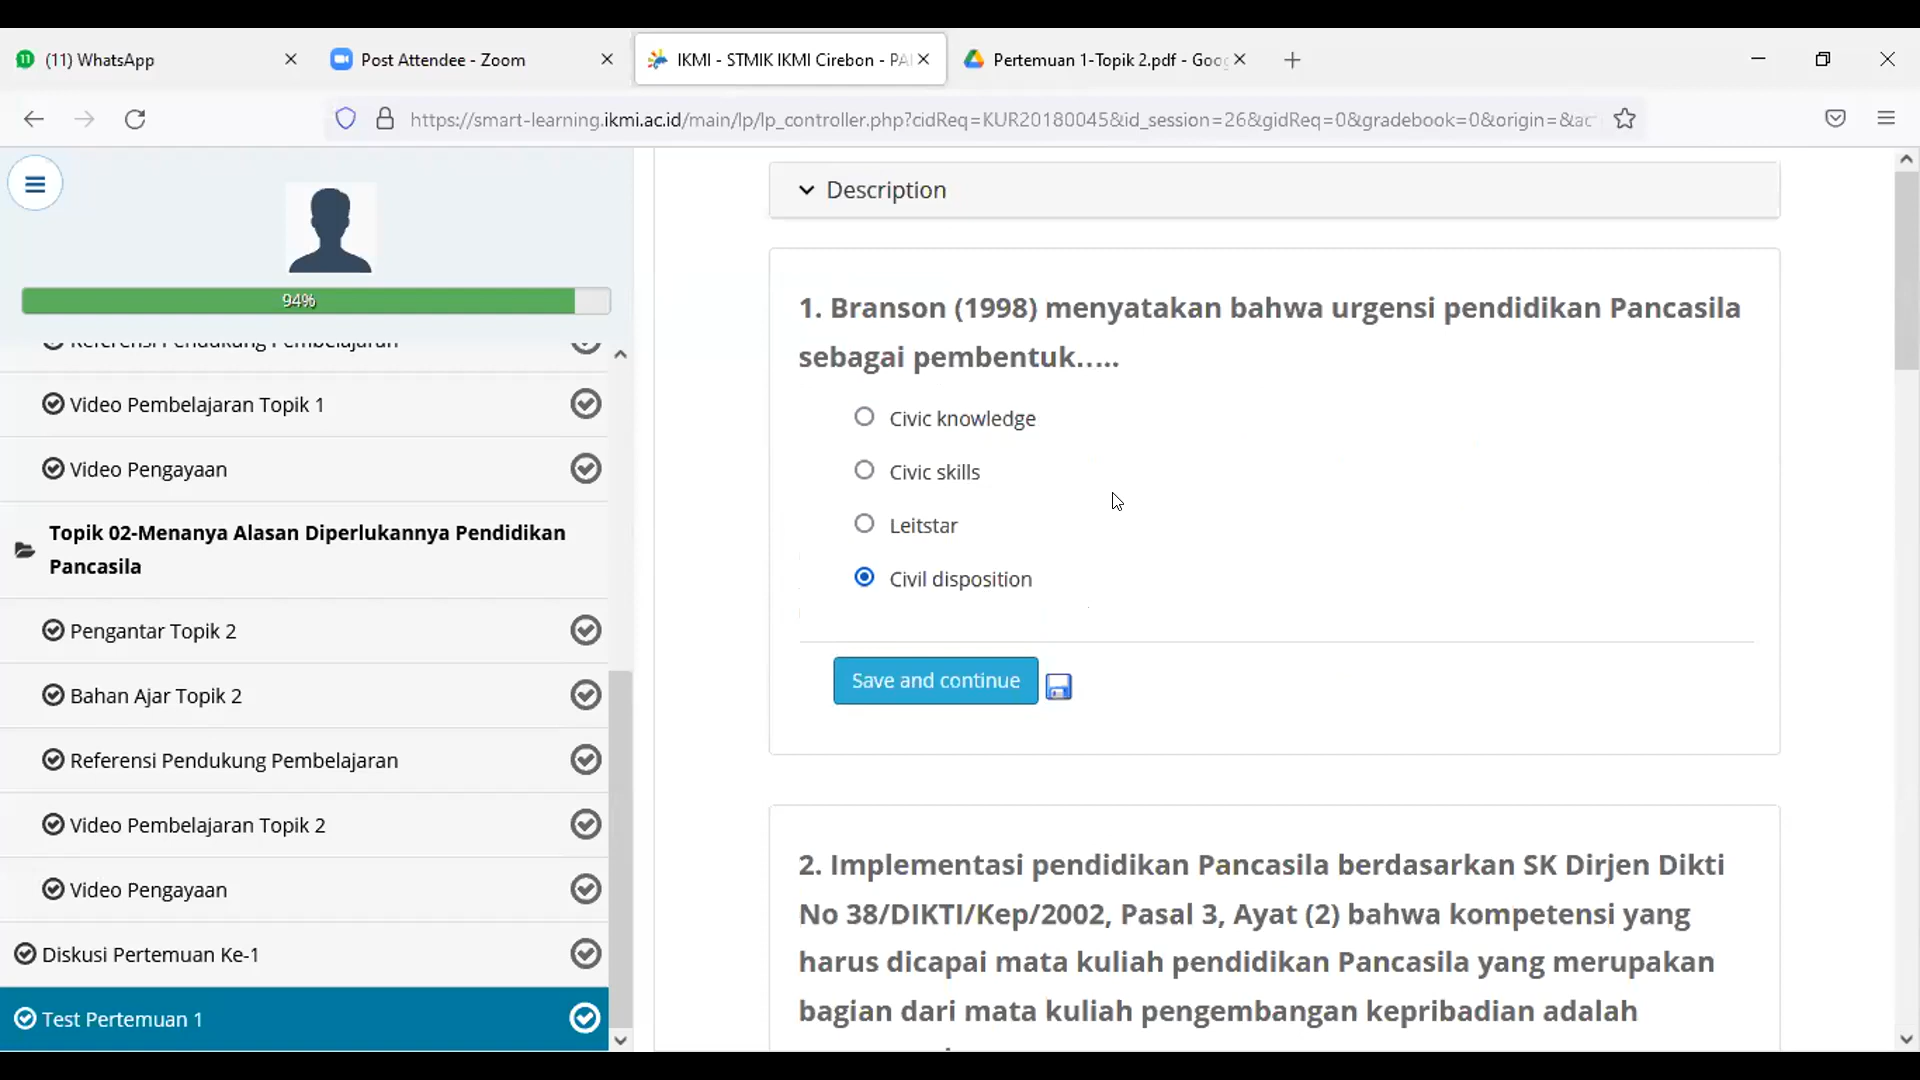 11 (11) WhatsApp
Post Attendee - Zoom
IKMI - STMIK IKMI Cirebon - PA
Pertemuan 1-Topik 2.pdf - Goog
https://smart-learning.ikmi.ac.id/main/lp/lp_controller.php?cidReq=KUR20180045&id_session=26&gidReq=0&gradebook=0&origin=&ac
94%
Referensi Pendukung Pembelajaran
Video Pembelajaran Topik 1
Video Pengayaan
Topik 02-Menanya Alasan Diperlukannya Pendidikan
Pancasila
Pengantar Topik 2
Bahan Ajar Topik 2
Referensi Pendukung Pembelajaran
Video Pembelajaran Topik 2
Video Pengayaan
Diskusi Pertemuan Ke-1
Test Pertemuan 1
Description
1. Branson (1998) menyatakan bahwa urgensi pendidikan Pancasila
sebagai pembentuk.....
Civic knowledge
Civic skills
Leitstar
Civil disposition
Save and continue
2. Implementasi pendidikan Pancasila berdasarkan SK Dirjen Dikti
No 38/DIKTI/Kep/2002, Pasal 3, Ayat (2) bahwa kompetensi yang
harus dicapai mata kuliah pendidikan Pancasila yang merupakan
bagian dari mata kuliah pengembangan kepribadian adalah